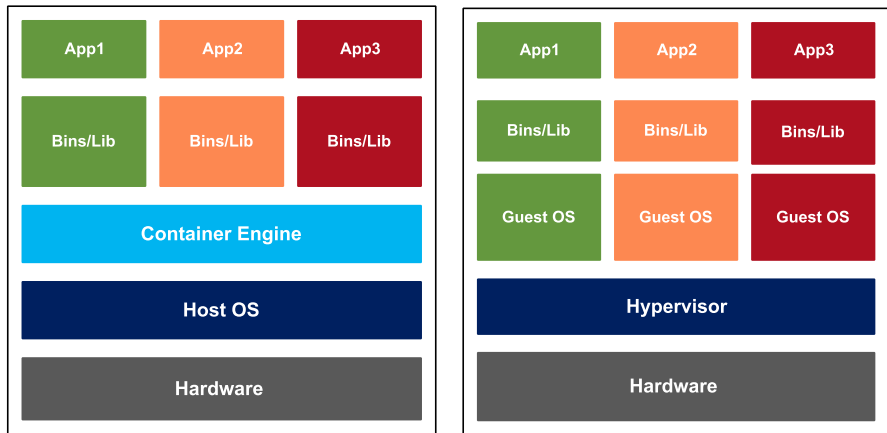 App1
App2
App3
Bins/Lib
Bins/Lib
Bins/Lib
Container Engine
Host OS
Hardware
App1
App2
App3
Bins/Lib
Bins/Lib
Bins/Lib
Guest OS
Guest OS
Guest OS
Hypervisor
Hardware